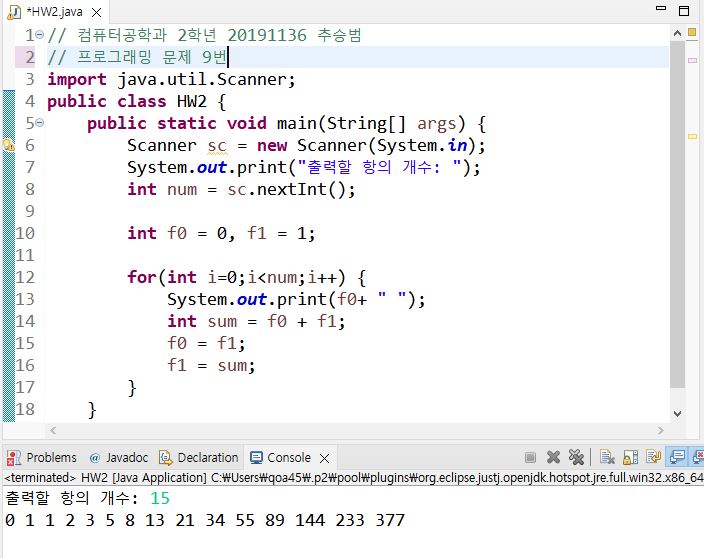 *HW2.java
1 // 컴퓨터공학과 2학년 20191136 추승범
2 // 프로그래밍 문제 9번
3 import java.util.Scanner;
4 public class HW2 {
5 public static void main(String[] args) {
6 Scanner sc = new Scanner(System.in);
7 System.out.print("출력할 항의 개수: ");
8 int num = sc.nextInt();
9
10 int f0 = 0, f1 = 1;
11
12 for(int i=0;i<num;i++) {
13 System.out.print(f0+ " ");
14 int sum = f0 + f1;
15 f0 = f1;
16 f1 = sum;
17 }
18 }
Problems @ Javadoc Declaration Console
<terminated> HW2 [Java Application] C:₩Users₩qoa45₩.p2₩pool₩plugins₩org.eclipse.justj.openjdk.hotspot.jre.full.win32.x86_64
출력할 항의 개수: 15
0 1 1 2 3 5 8 13 21 34 55 89 144 233 377